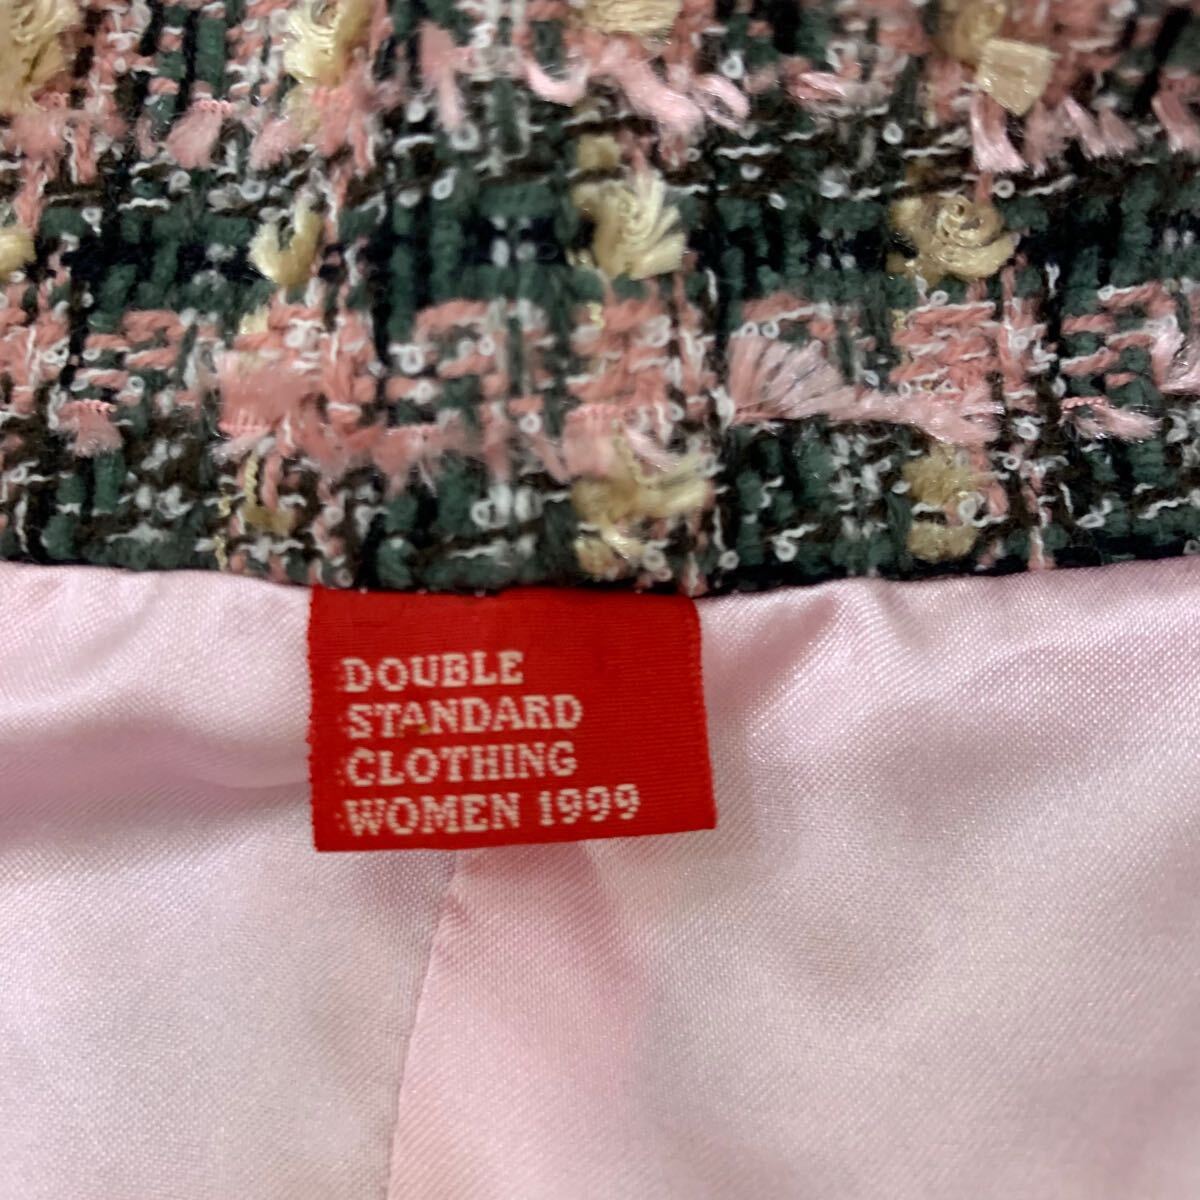 DOUBLE
STANDARD
CLOTHING
WOMEN 1999